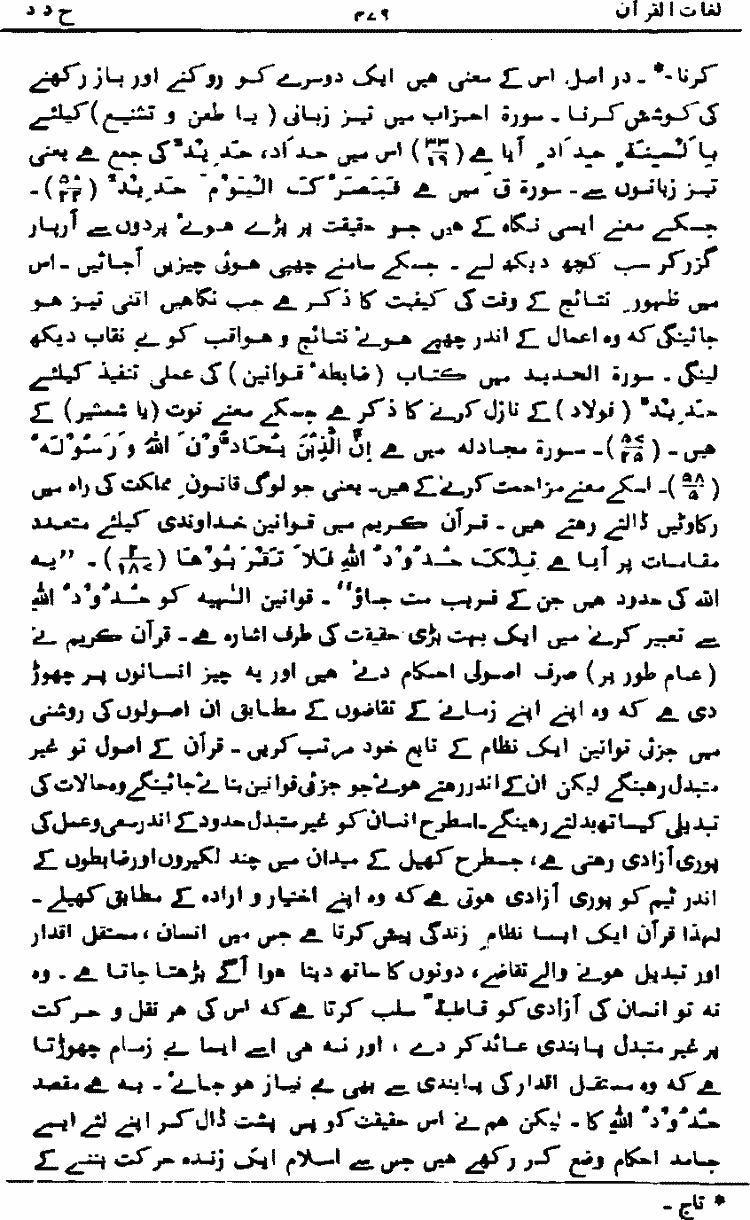 لغات القرآن ۴۷۹ ح د د
کرنا-*۔ در اصل اس کے معنی ہیں ایک دوسرے کو روکنے اور باز رکھنے
کی کوشش کرنا ۔ سورۃ احزاب میں تیز زبانی ( یا طعن و تشنیع ) کیلئے
بِاَلْسِنَۃٍ حِدَادٍ آیا ہے (۳۳/۱۹) اس میں حِدَاد، حَدِیْدٌ کی جمع ہے یعنی
تیز زبانوں سے ۔ سورۃ ق میں ہے فَبَصَرُکَ الْیَوْمَ حَدِیْدٌ (۵۰/۲۲)۔
جسکے معنے ایسی نگاہ کے ہیں جو حقیقت پر پڑے ہوئے پردوں سے آرپار
گزر کر سب کچھ دیکھ لے ۔ جسکے سامنے چھپی ہوئی چیزیں آجائیں ۔ اس
میں ظہورِ نتائج کے وقت کی کیفیت کا ذکر ہے جب نگاہیں اتنی تیز ہو
جائینگی کہ وہ اعمال کے اندر چھپے ہوئے نتائج و عواقب کو بے نقاب دیکھ
لینگی ۔ سورۃ الحدید میں کتاب ( ضابطہٴ قوانین ) کی عملی تنفیذ کیلئے
حَدِیْدٌ ( فولاد ) کے نازل کرنے کا ذکر ہے جسکے معنے قوت (یا شمشیر) کے
ہیں ۔ (۵۷/۲۵)۔ سورۃ مجادلہ میں ہے اِنَّ الَّذِیْنَ یُحَادُّوْنَ اللّٰہَ وَرَسُوْلَہٗ
(۵۸/۵)۔ اسکے معنے مزاحمت کرنے کے ہیں۔ یعنی جو لوگ قانونِ مملکت کی راہ میں
رکاوٹیں ڈالتے رہتے ہیں ۔ قرآن کریم میں قوانین خداوندی کیلئے متعدد
مقامات پر آیا ہے تِلْکَ حُدُوْدُ اللّٰہِ فَلَا تَقْرَبُوْھَا (۲/۱۸۷)۔ ’’یہ
اللہ کی حدود ہیں جن کے قریب مت جاؤ‘‘ ۔ قوانین الٰہیہ کو حُدُوْدُ اللّٰہِ
سے تعبیر کرنے میں ایک بہت بڑی حقیقت کی طرف اشارہ ہے ۔ قرآن کریم نے
( عام طور پر ) صرف اصولی احکام دئے ہیں اور یہ چیز انسانوں پر چھوڑ
دی ہے کہ وہ اپنے اپنے زمانے کے تقاضوں کے مطابق ان اصولوں کی روشنی
میں جزئی قوانین ایک نظام کے تابع خود مرتب کریں ۔ قرآن کے اصول تو غیر
متبدل رہینگے لیکن ان کے اندر رہتے ہوئے جو جزئی قوانین بنائے جائینگے وہ حالات کی
تبدیلی کیساتھ بدلتے رہینگے۔ اسطرح انسان کو غیر متبدل حدود کے اندر سعی و عمل کی
پوری آزادی رہتی ہے، جسطرح کھیل کے میدان میں چند لکیروں اور ضابطوں کے
اندر ٹیم کو پوری آزادی ہوتی ہے کہ وہ اپنے اختیار و ارادہ کے مطابق کھیلے ۔
لہذا قرآن ایک ایسا نظامِ زندگی پیش کرتا ہے جس میں انسان ، مستقل اقدار
اور تبدیل ہونے والے تقاضے، دونوں کا ساتھ دیتا ہوا آگے بڑھتا جاتا ہے ۔ وہ
نہ تو انسان کی آزادی کو قاطبۃً سلب کرتا ہے کہ اس کی ہر نقل و حرکت
پر غیر متبدل پابندی عائد کر دے ، اور نہ ہی اسے ایسا بے زمام چھوڑتا
ہے کہ وہ مستقل اقدار کی پابندی سے بھی بے نیاز ہو جائے ۔ یہ ہے مقصد
حُدُوْدُ اللّٰہِ کا ۔ لیکن ہم نے اس حقیقت کو پس پشت ڈال کر اپنے لئے ایسے
جامد احکام وضع کر رکھے ہیں جس سے اسلام ایک زندہ حرکت بننے کے
* تاج ۔